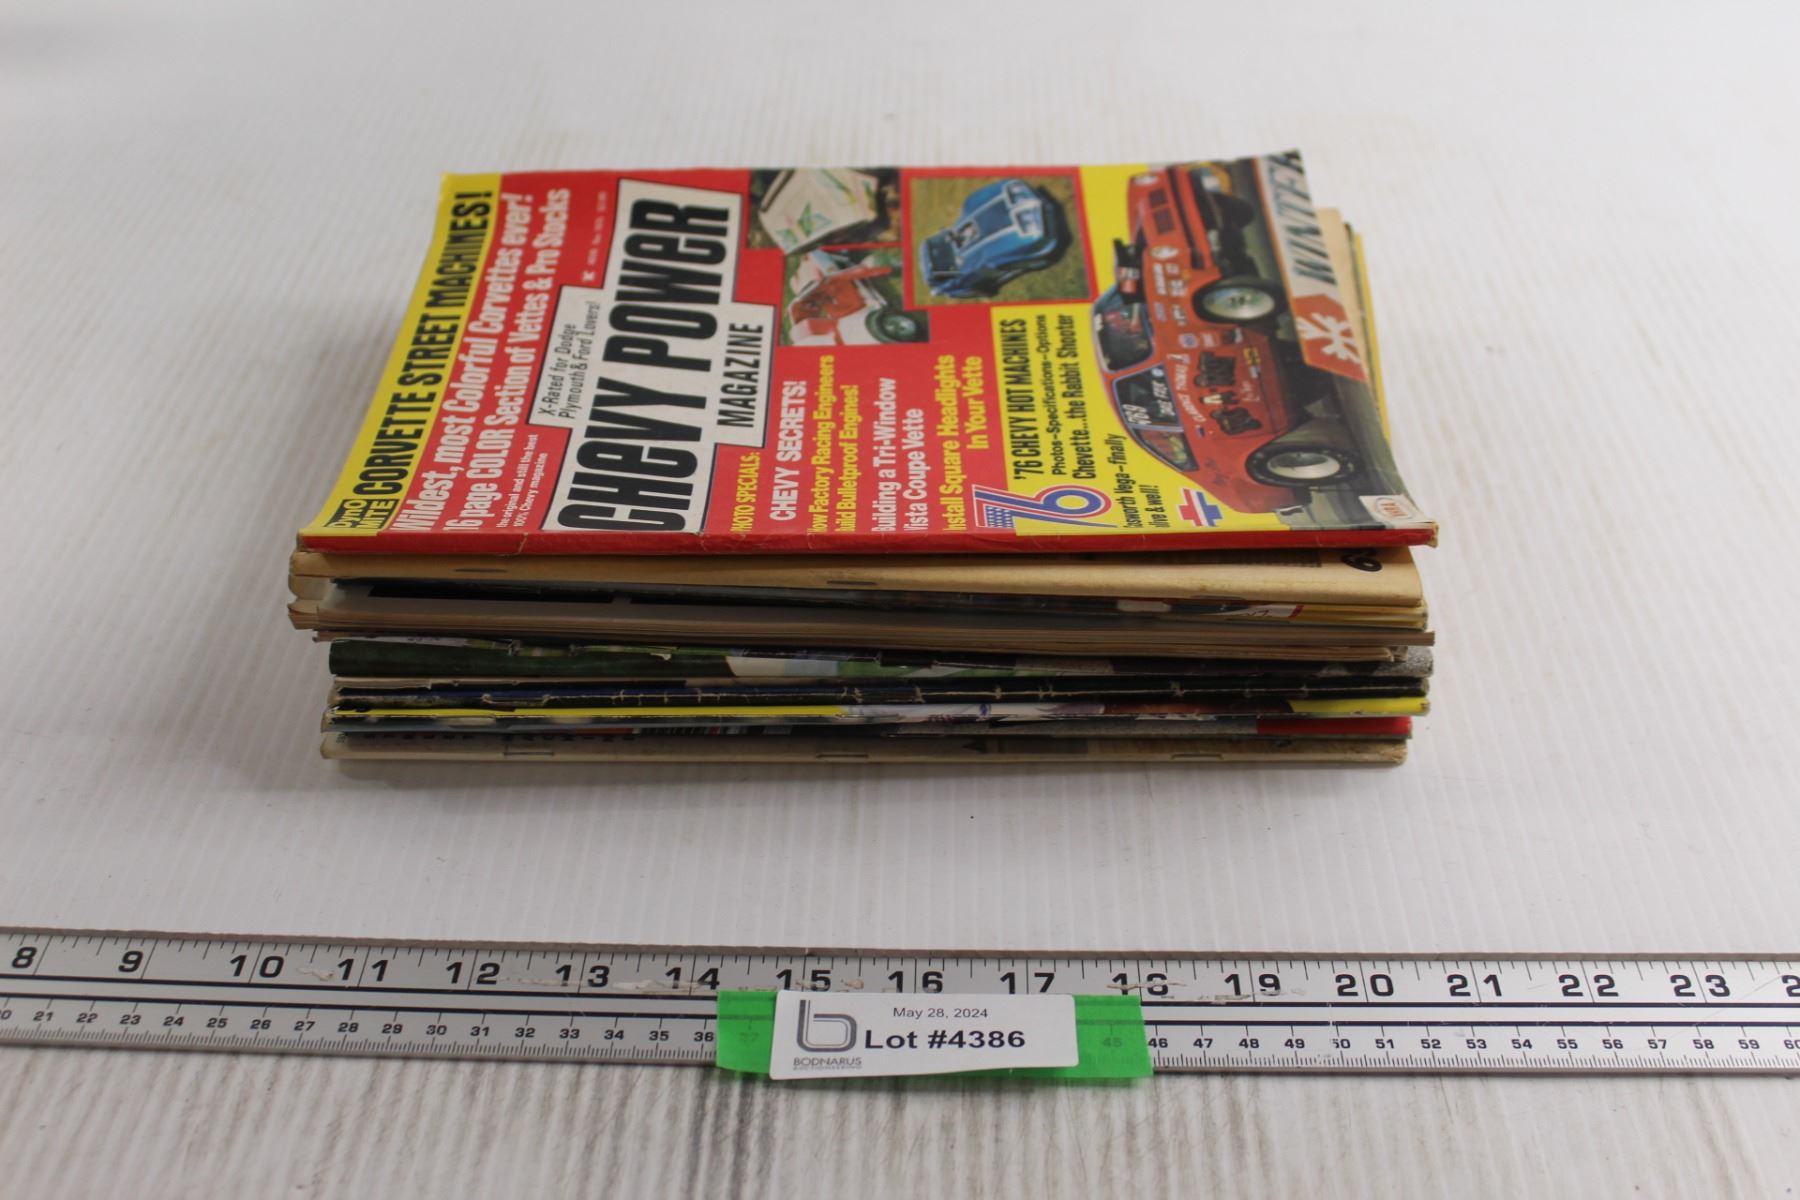 DYNO
MITE CORVETTE STREET MACHINES!
Wildest, most Colorful Corvettes ever!
16 page COLOR Section of Vettes & Pro Stocks
the original and still the best
100% Chevy magazine
X-Rated for Dodge
Plymouth & Ford Lovers!
CHEVY POWER
MAGAZINE
PHOTO SPECIALS:
CHEVY SECRETS!
How Factory Racing Engineers
Build Bulletproof Engines!
Building a Tri-Window
Vista Coupe Vette
Install Square Headlights
In Your Vette
'76 CHEVY HOT MACHINES
Photos-Specifications-Options
Chevette...the Rabbit Shooter
76
Cosworth Vega-finally
alive & well!
8 9 10 11 12 13 14 15 16 17 18 19 20 21 22 23
21 22 23 24 25 26 27 28 29 30 31 32 33 34 35 36 37 45 46 47 48 49 50 51 52 53 54 55 56 57 58 59 60
May 28, 2024
Lot #4386
BODNARUS
AUCTIONEERING